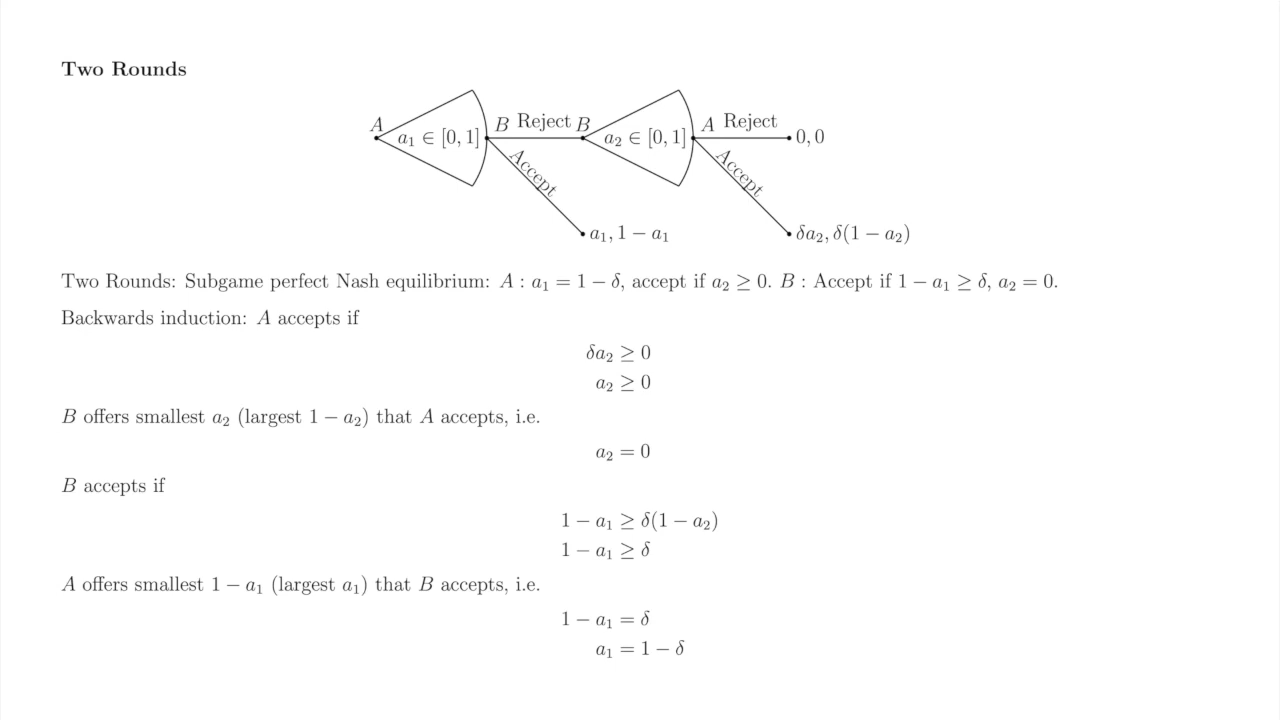 Two Rounds
A a₁ ∈ [0, 1] B Reject B a₂ ∈ [0, 1] A Reject 0, 0
Accept Accept
a₁, 1 − a₁ δa₂, δ(1 − a₂)
Two Rounds: Subgame perfect Nash equilibrium: A : a₁ = 1 − δ, accept if a₂ ≥ 0. B : Accept if 1 − a₁ ≥ δ, a₂ = 0.
Backwards induction: A accepts if
δa₂ ≥ 0
a₂ ≥ 0
B offers smallest a₂ (largest 1 − a₂) that A accepts, i.e.
a₂ = 0
B accepts if
1 − a₁ ≥ δ(1 − a₂)
1 − a₁ ≥ δ
A offers smallest 1 − a₁ (largest a₁) that B accepts, i.e.
1 − a₁ = δ
a₁ = 1 − δ